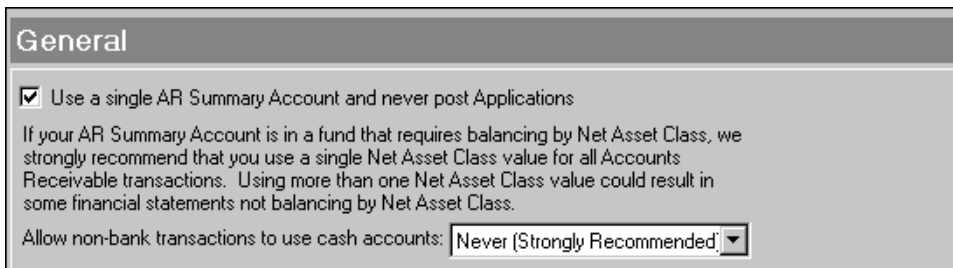 General
Use a single AR Summary Account and never post Applications
If your AR Summary Account is in a fund that requires balancing by Net Asset Class, we
strongly recommend that you use a single Net Asset Class value for all Accounts
Receivable transactions.  Using more than one Net Asset Class value could result in
some financial statements not balancing by Net Asset Class.
Allow non-bank transactions to use cash accounts: Never (Strongly Recommended)